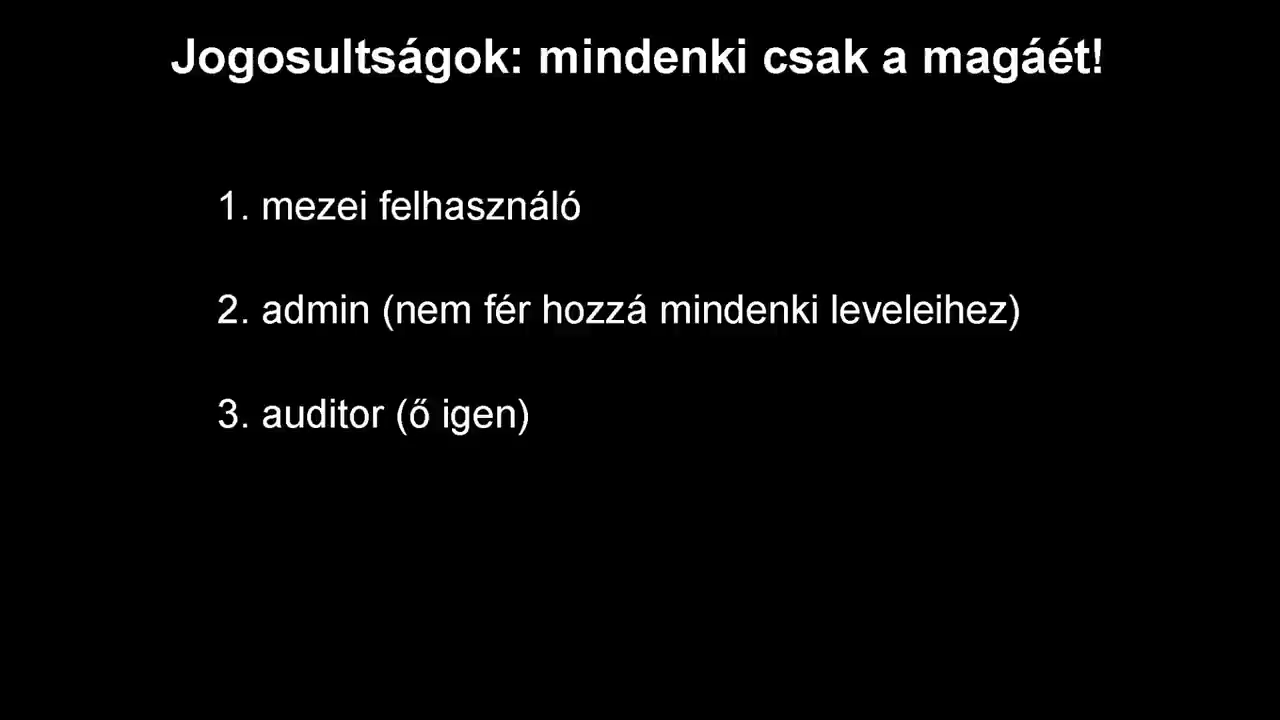 Jogosultságok: mindenki csak a magáét!
1. mezei felhasználó
2. admin (nem fér hozzá mindenki leveleihez)
3. auditor (ő igen)